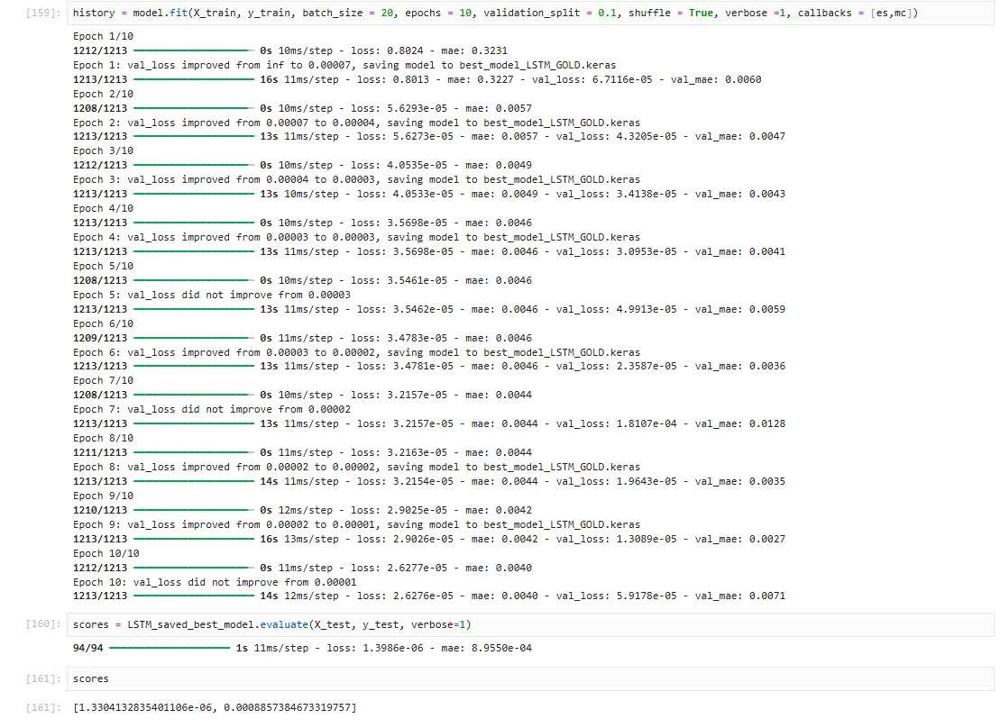 [159]: history = model.fit(X_train, y_train, batch_size = 20, epochs = 10, validation_split = 0.1, shuffle = True, verbose =1, callbacks = [es,mc])
Epoch 1/10
1212/1213 0s 10ms/step - loss: 0.8024 - mae: 0.3231
Epoch 1: val_loss improved from inf to 0.00007, saving model to best_model_LSTM_GOLD.keras
1213/1213 16s 11ms/step - loss: 0.8013 - mae: 0.3227 - val_loss: 6.7116e-05 - val_mae: 0.0060
Epoch 2/10
1208/1213 0s 10ms/step - loss: 5.6293e-05 - mae: 0.0057
Epoch 2: val_loss improved from 0.00007 to 0.00004, saving model to best_model_LSTM_GOLD.keras
1213/1213 13s 11ms/step - loss: 5.6273e-05 - mae: 0.0057 - val_loss: 4.3205e-05 - val_mae: 0.0047
Epoch 3/10
1212/1213 0s 10ms/step - loss: 4.0535e-05 - mae: 0.0049
Epoch 3: val_loss improved from 0.00004 to 0.00003, saving model to best_model_LSTM_GOLD.keras
1213/1213 13s 10ms/step - loss: 4.0533e-05 - mae: 0.0049 - val_loss: 3.4138e-05 - val_mae: 0.0043
Epoch 4/10
1213/1213 0s 10ms/step - loss: 3.5698e-05 - mae: 0.0046
Epoch 4: val_loss improved from 0.00003 to 0.00003, saving model to best_model_LSTM_GOLD.keras
1213/1213 13s 11ms/step - loss: 3.5698e-05 - mae: 0.0046 - val_loss: 3.0953e-05 - val_mae: 0.0041
Epoch 5/10
1208/1213 0s 10ms/step - loss: 3.5461e-05 - mae: 0.0046
Epoch 5: val_loss did not improve from 0.00003
1213/1213 13s 11ms/step - loss: 3.5462e-05 - mae: 0.0046 - val_loss: 4.9913e-05 - val_mae: 0.0059
Epoch 6/10
1209/1213 0s 11ms/step - loss: 3.4783e-05 - mae: 0.0046
Epoch 6: val_loss improved from 0.00003 to 0.00002, saving model to best_model_LSTM_GOLD.keras
1213/1213 13s 11ms/step - loss: 3.4781e-05 - mae: 0.0046 - val_loss: 2.3587e-05 - val_mae: 0.0036
Epoch 7/10
1208/1213 0s 10ms/step - loss: 3.2157e-05 - mae: 0.0044
Epoch 7: val_loss did not improve from 0.00002
1213/1213 13s 11ms/step - loss: 3.2157e-05 - mae: 0.0044 - val_loss: 1.8107e-04 - val_mae: 0.0128
Epoch 8/10
1211/1213 0s 11ms/step - loss: 3.2163e-05 - mae: 0.0044
Epoch 8: val_loss improved from 0.00002 to 0.00002, saving model to best_model_LSTM_GOLD.keras
1213/1213 14s 11ms/step - loss: 3.2154e-05 - mae: 0.0044 - val_loss: 1.9643e-05 - val_mae: 0.0035
Epoch 9/10
1210/1213 0s 12ms/step - loss: 2.9025e-05 - mae: 0.0042
Epoch 9: val_loss improved from 0.00002 to 0.00001, saving model to best_model_LSTM_GOLD.keras
1213/1213 16s 13ms/step - loss: 2.9026e-05 - mae: 0.0042 - val_loss: 1.3089e-05 - val_mae: 0.0027
Epoch 10/10
1212/1213 0s 11ms/step - loss: 2.6277e-05 - mae: 0.0040
Epoch 10: val_loss did not improve from 0.00001
1213/1213 14s 12ms/step - loss: 2.6276e-05 - mae: 0.0040 - val_loss: 5.9178e-05 - val_mae: 0.0071
[160]: scores = LSTM_saved_best_model.evaluate(X_test, y_test, verbose=1)
94/94 1s 11ms/step - loss: 1.3986e-06 - mae: 8.9550e-04
[161]: scores
[161]: [1.3304132835401106e-06, 0.0008857384673319757]